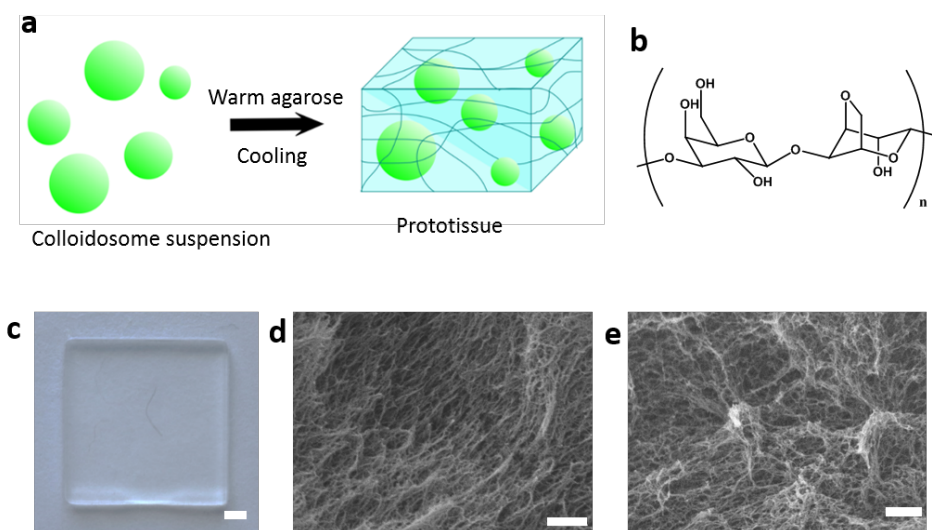 a
Warm agarose
Cooling
Colloidosome suspension
Prototissue
b
OH
OH
O
O
OH
O
O
O
OH
n
c
d
e